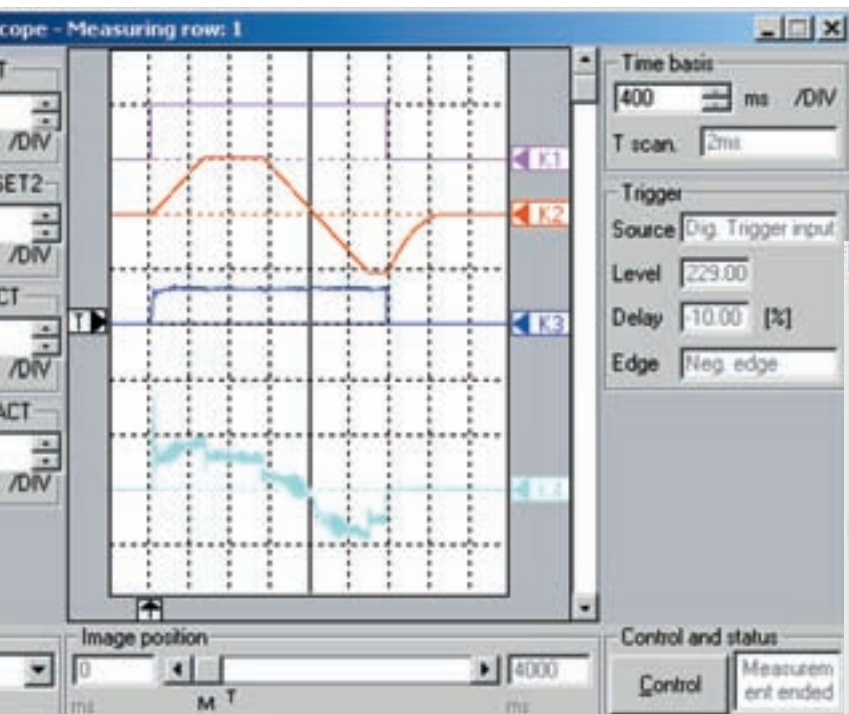 cope - Measuring row: 1
T
/DIV
SET2
/DIV
CT
/DIV
ACT
/DIV
K1
K2
K3
K4
T
Time basis
400 ms /DIV
T scan. 2ms
Trigger
Source Dig. Trigger input
Level 229.00
Delay -10.00 [%]
Edge Neg. edge
Image position
0
4000
ms
M T
ms
Control and status
Control
Measurem
ent ended